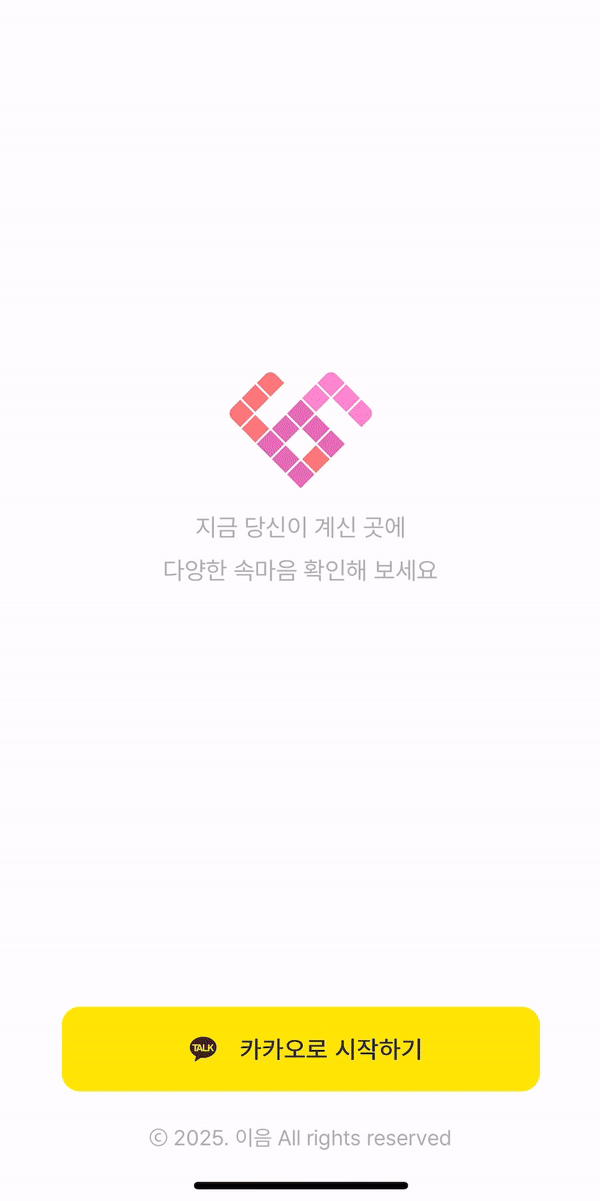 지금 당신이 계신 곳에
다양한 속마음 확인해 보세요
TALK 카카오로 시작하기
ⓒ 2025. 이음 All rights reserved